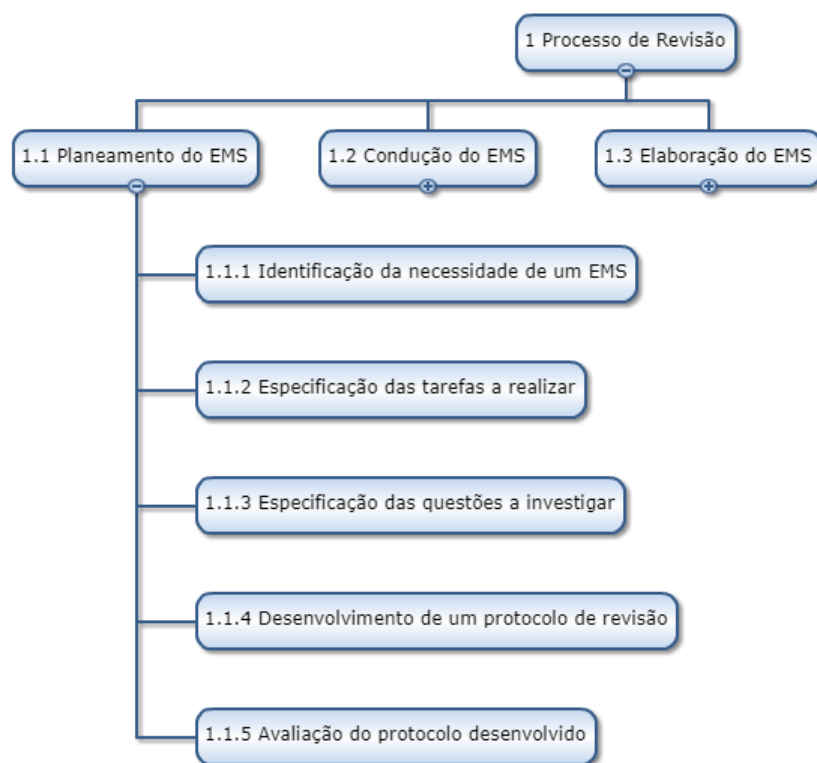 1 Processo de Revisão
1.1 Planeamento do EMS
1.2 Condução do EMS
1.3 Elaboração do EMS
1.1.1 Identificação da necessidade de um EMS
1.1.2 Especificação das tarefas a realizar
1.1.3 Especificação das questões a investigar
1.1.4 Desenvolvimento de um protocolo de revisão
1.1.5 Avaliação do protocolo desenvolvido